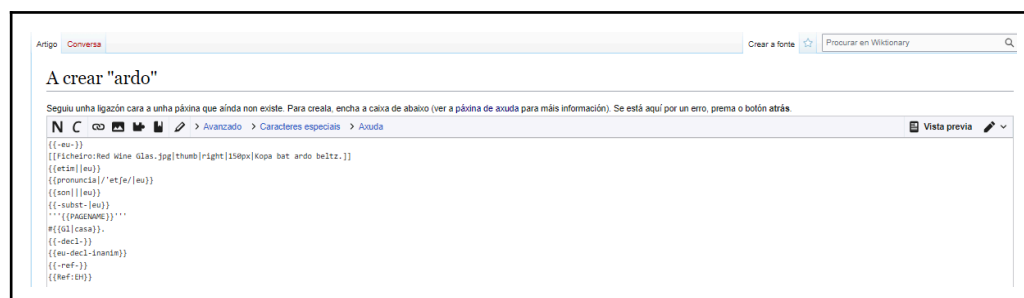 Artigo Conversa Crear a fonte Procurar en Wiktionary
A crear "ardo"
Seguiu unha ligazón cara a unha páxina que aínda non existe. Para creala, encha a caixa de abaixo (ver a páxina de axuda para máis información). Se está aquí por un erro, prema o botón atrás.
N C > Avanzado > Caracteres especiais > Axuda Vista previa
{{-eu-}}
[[Ficheiro:Red Wine Glas.jpg|thumb|right|150px|Kopa bat ardo beltz.]]
{{etim||eu}}
{{pronuncia|/'etʃe/|eu}}
{{son|||eu}}
{{-subst-|eu}}
'''{{PAGENAME}}'''
#{{Gl|casa}}.
{{-decl-}}
{{eu-decl-inanim}}
{{-ref-}}
{{Ref:EH}}